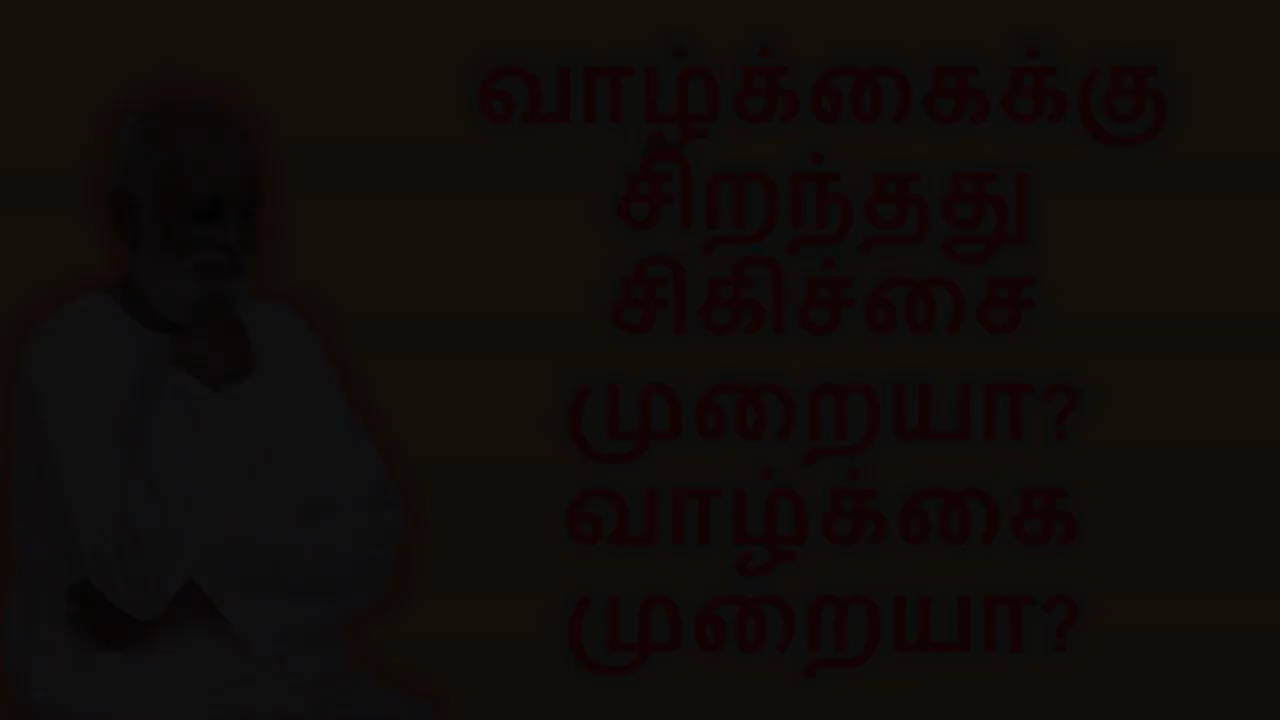 வாழ்க்கைக்கு
சிறந்தது
சிகிச்சை
முறையா?
வாழ்க்கை
முறையா?